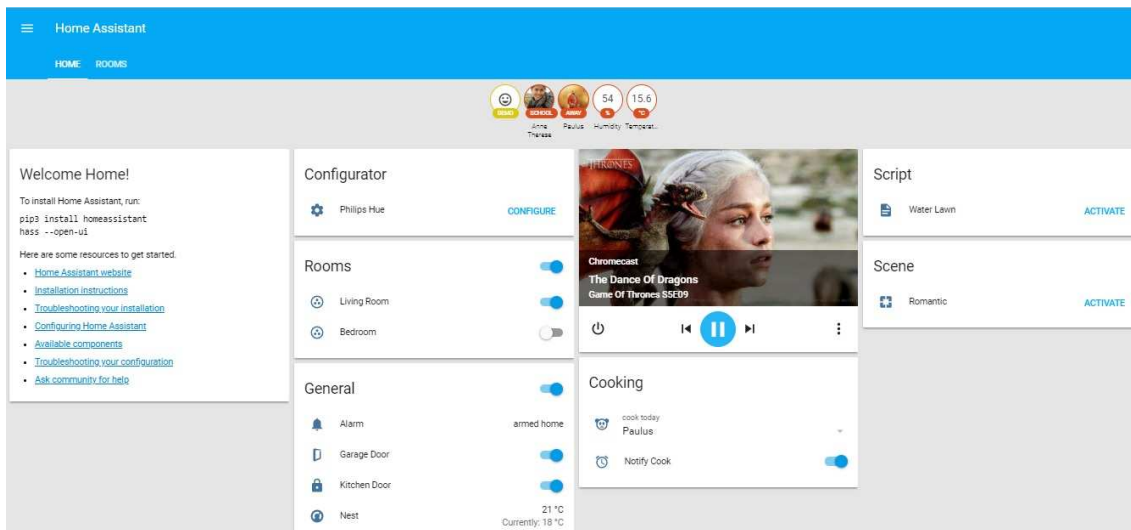 Home Assistant
HOME ROOMS
54 15.6
DEMO SCHOOL AWAY % °C
Anne Paulus Humidity Temperat...
Therese
Welcome Home!
To install Home Assistant, run:
pip3 install homeassistant
hass --open-ui
Here are some resources to get started.
Home Assistant website
Installation instructions
Troubleshooting your installation
Configuring Home Assistant
Available components
Troubleshooting your configuration
Ask community for help
Configurator
Philips Hue CONFIGURE
Rooms
Living Room
Bedroom
General
Alarm armed home
Garage Door
Kitchen Door
Nest 21 °C
Currently: 18 °C
THRONES
Chromecast
The Dance Of Dragons
Game Of Thrones S5E09
Cooking
cook today
Paulus
Notify Cook
Script
Water Lawn ACTIVATE
Scene
Romantic ACTIVATE